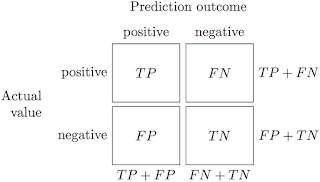 Prediction outcome
positive negative
positive TP FN TP + FN
Actual
value
negative FP TN FP + TN
TP + FP FN + TN